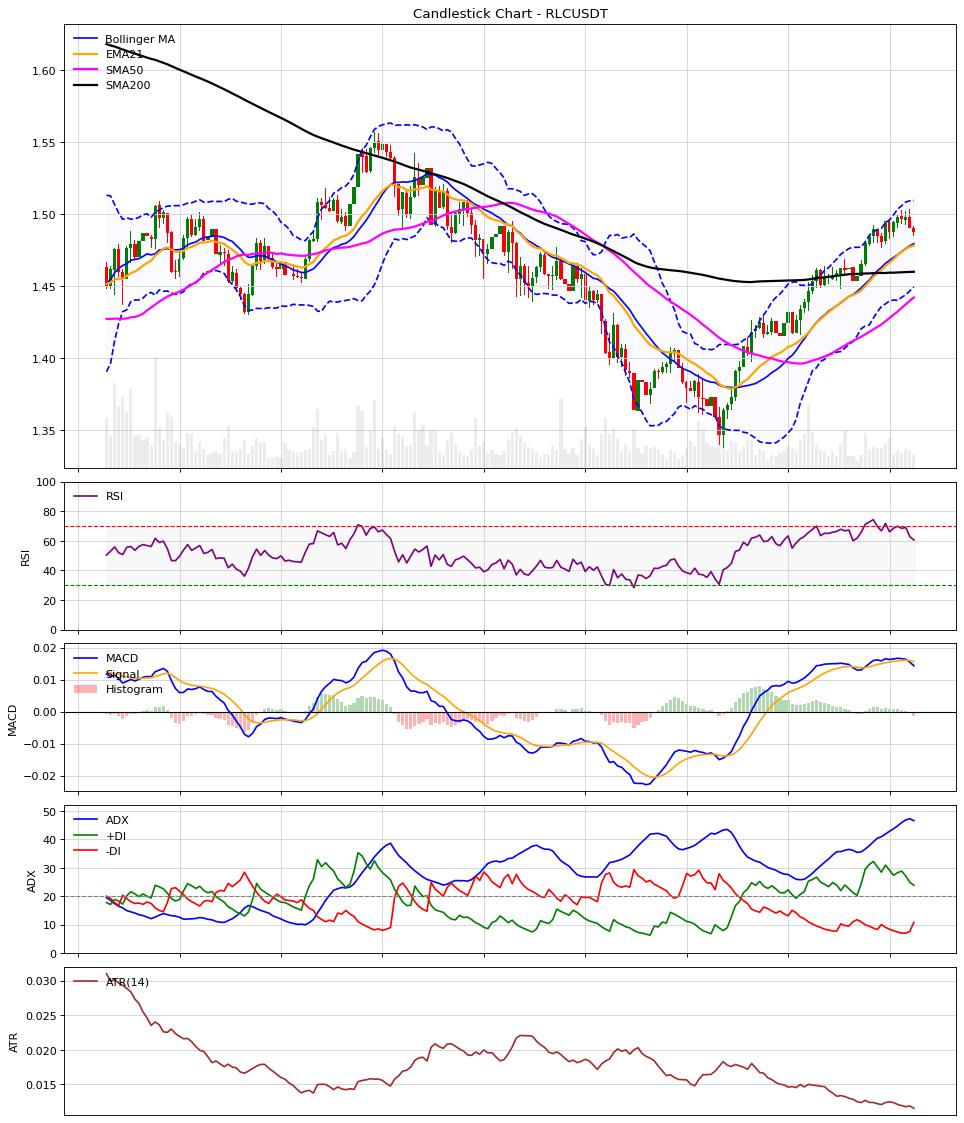 Candlestick Chart - RLCUSDT
Bollinger MA
EMA21
SMA50
SMA200
1.60
1.55
1.50
1.45
1.40
1.35
RSI
RSI
100
80
60
40
20
0
MACD
Signal
Histogram
MACD
0.02
0.01
0.00
−0.01
−0.02
ADX
+DI
-DI
ADX
50
40
30
20
10
0
ATR(14)
ATR
0.030
0.025
0.020
0.015